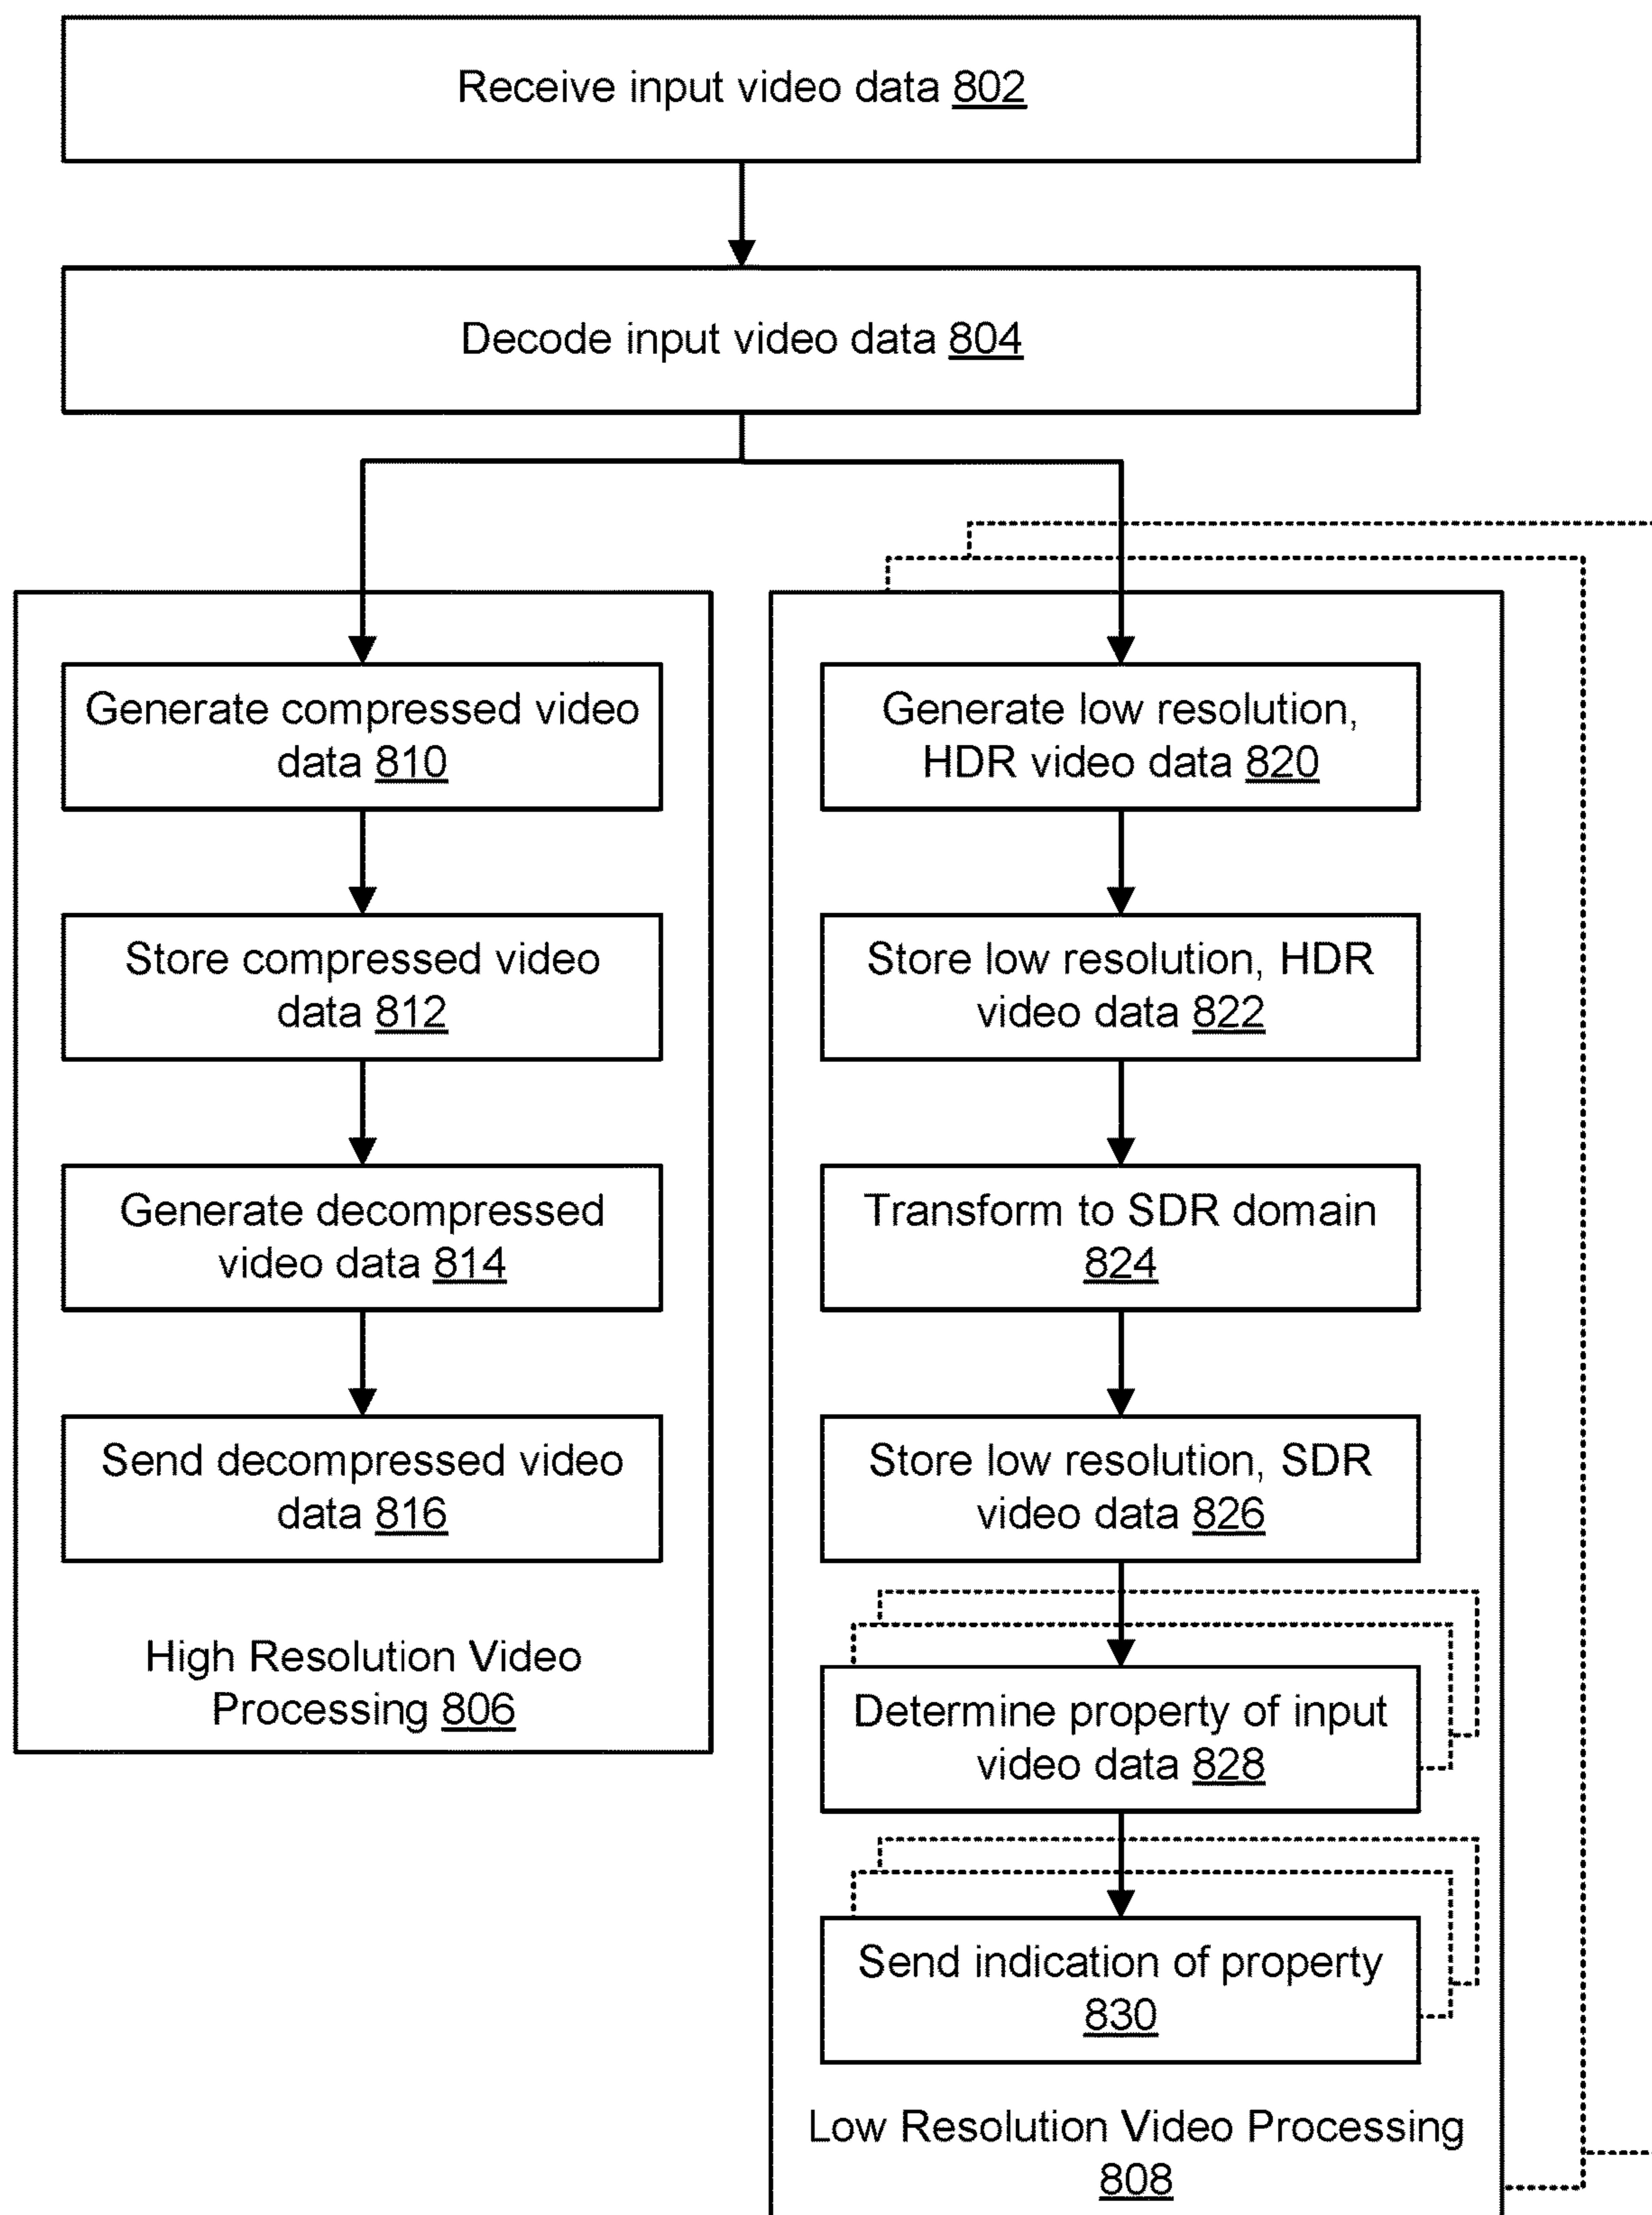 Receive input video data 802
Decode input video data 804
Generate compressed video
data 810
Store compressed video
data 812
Generate decompressed
video data 814
Send decompressed video
data 816
High Resolution Video
Processing 806
Generate low resolution,
HDR video data 820
Store low resolution, HDR
video data 822
Transform to SDR domain
824
Store low resolution, SDR
video data 826
Determine property of input
video data 828
Send indication of property
830
Low Resolution Video Processing
808